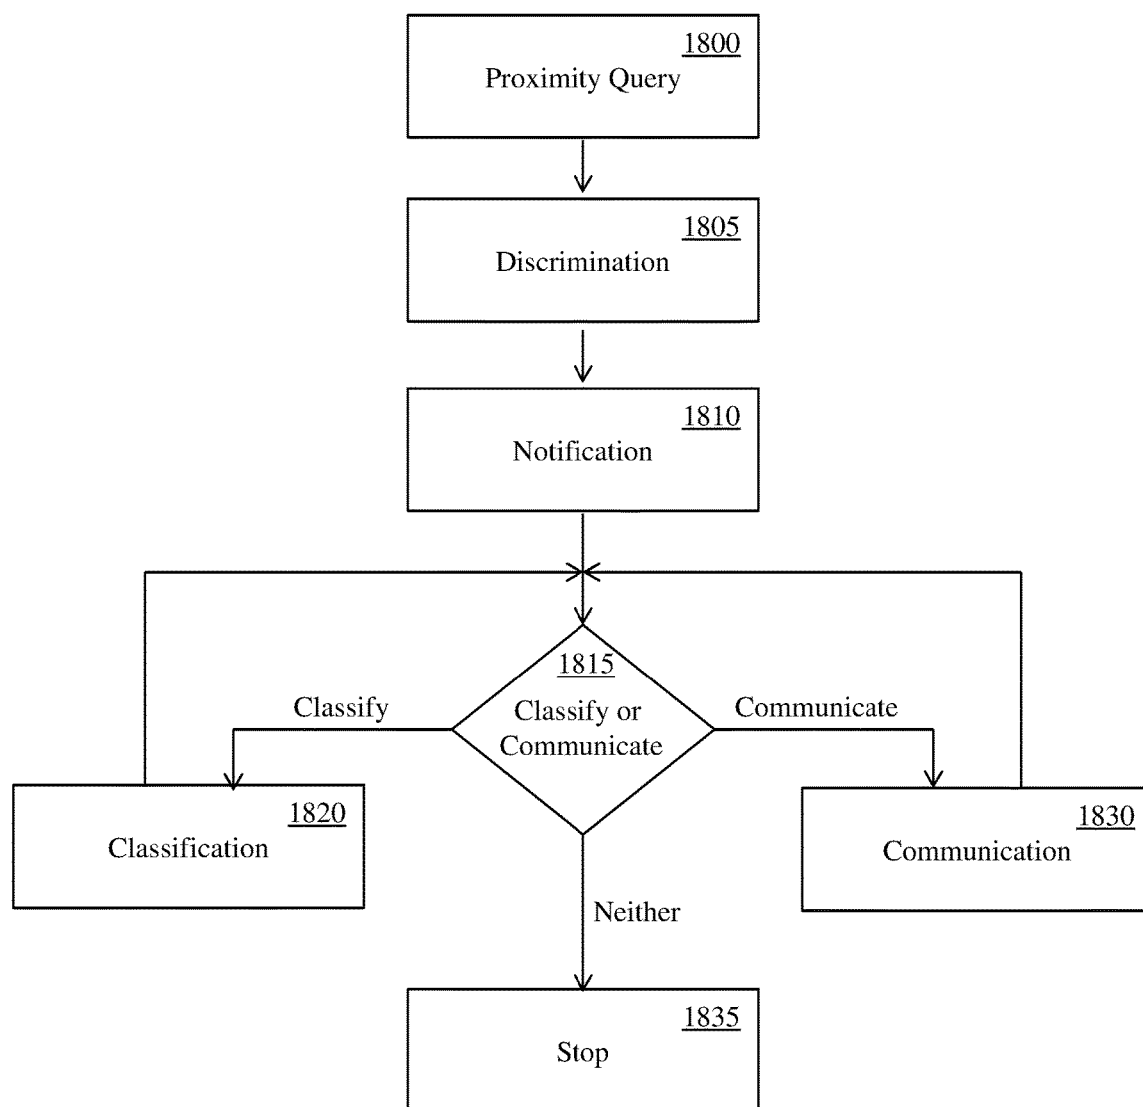 1800
Proximity Query
1805
Discrimination
1810
Notification
1815
Classify or
Communicate
Classify
Communicate
1820
Classification
1830
Communication
Neither
1835
Stop